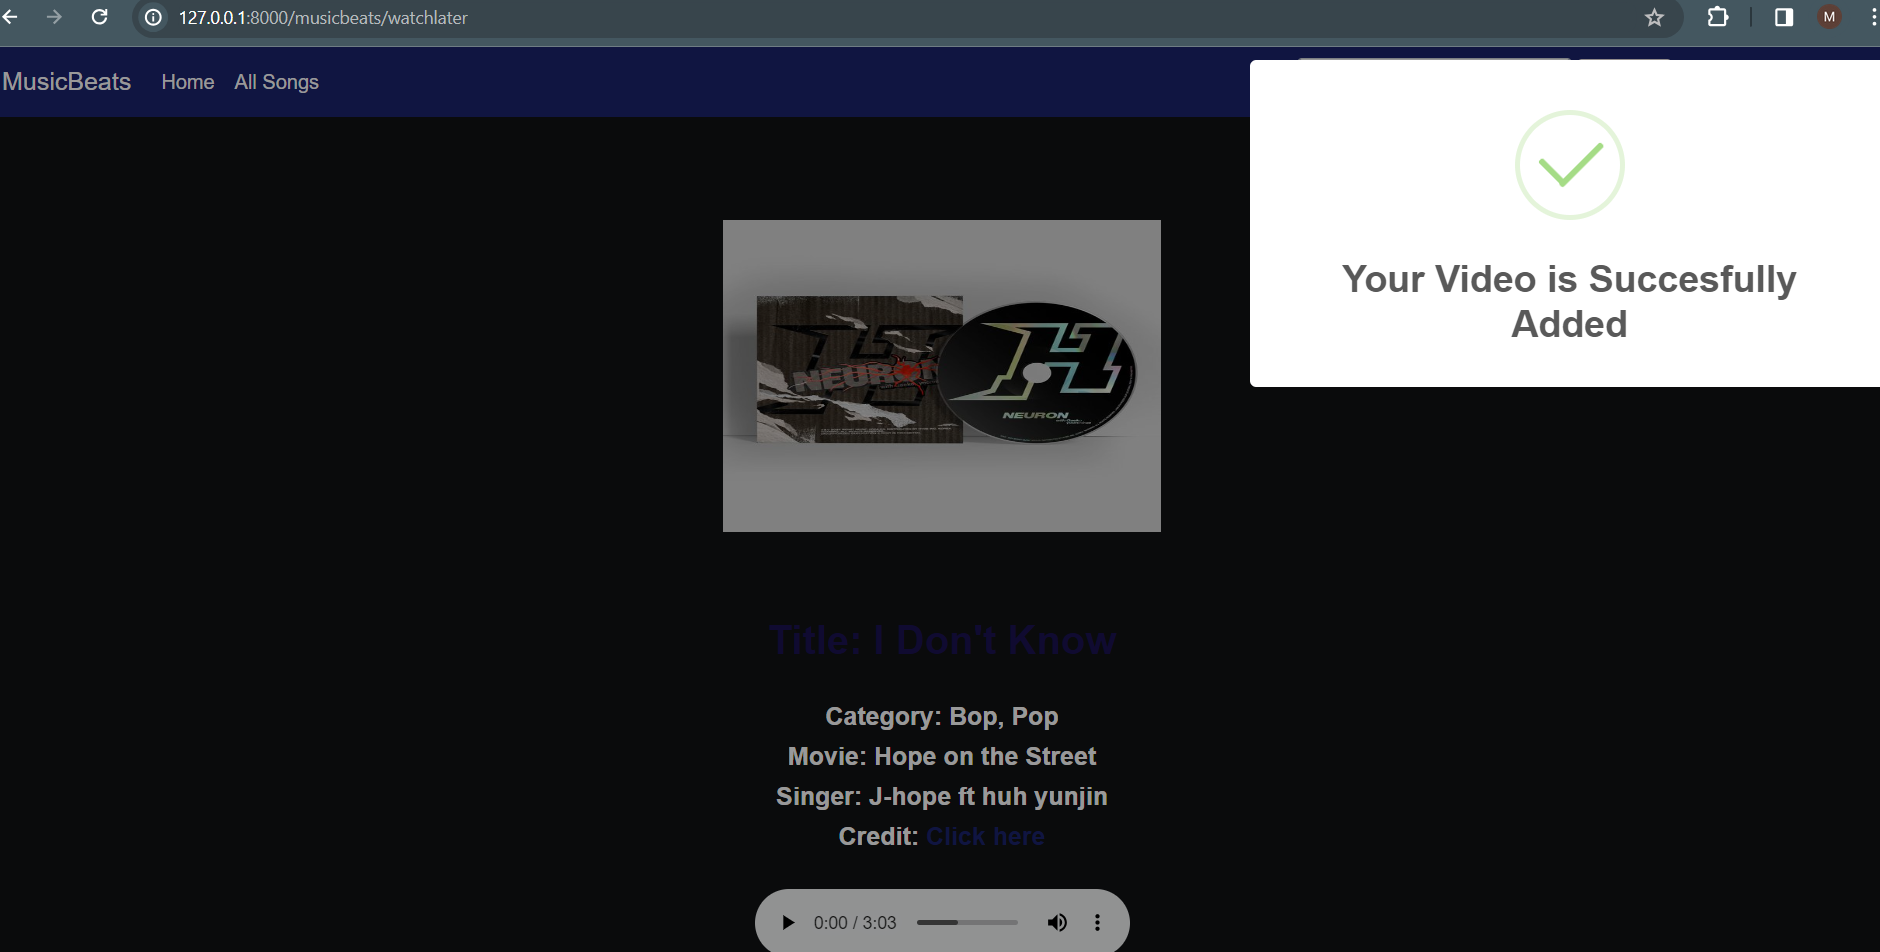 127.0.0.1:8000/musicbeats/watchlater
M
MusicBeats Home All Songs
Your Video is Succesfully
Added
NEURON
NEURON
Title: I Don't Know
Category: Bop, Pop
Movie: Hope on the Street
Singer: J-hope ft huh yunjin
Credit: Click here
0:00 / 3:03